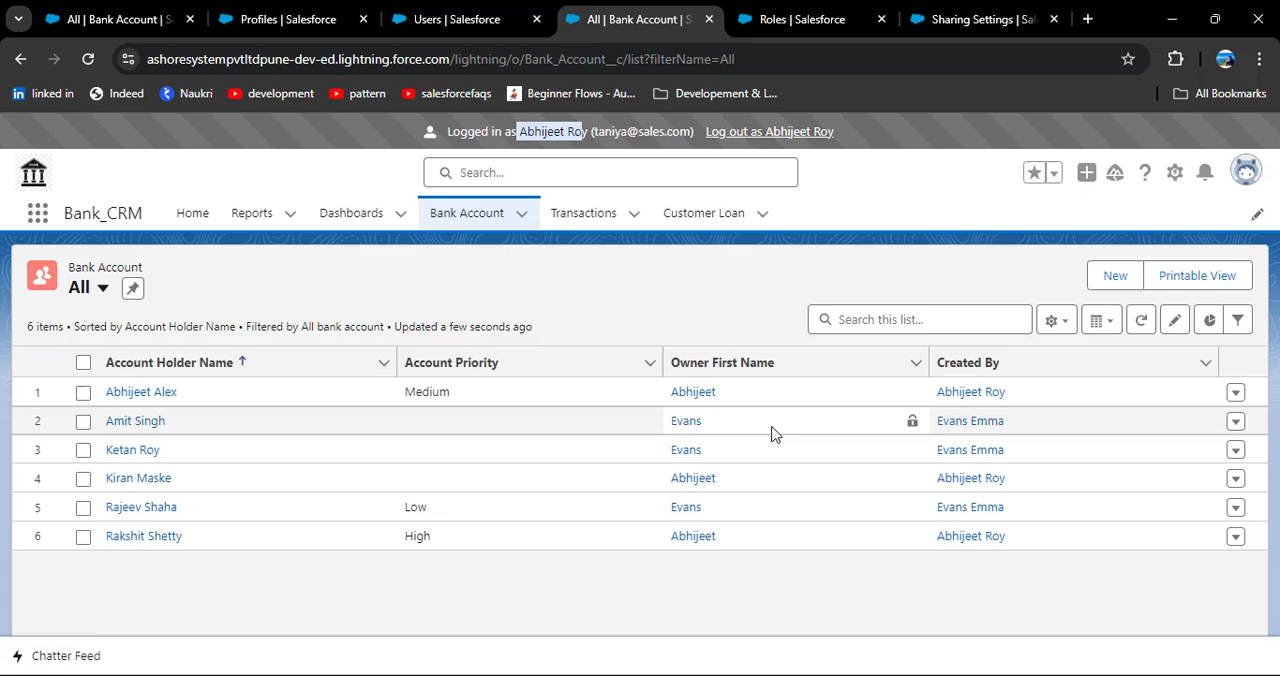 All | Bank Account | S
Profiles | Salesforce
Users | Salesforce
All | Bank Account | S
Roles | Salesforce
Sharing Settings | Sa
ashoresystempvtltdpune-dev-ed.lightning.force.com/lightning/o/Bank_Account__c/list?filterName=All
linked in
Indeed
Naukri
development
pattern
salesforcefaqs
Beginner Flows - Au...
Developement & L...
All Bookmarks
Logged in as Abhijeet Roy (taniya@sales.com) Log out as Abhijeet Roy
Search...
Bank_CRM
Home
Reports
Dashboards
Bank Account
Transactions
Customer Loan
Bank Account
All
New
Printable View
6 items • Sorted by Account Holder Name • Filtered by All bank account • Updated a few seconds ago
Search this list...
Account Holder Name ↑ Account Priority Owner First Name Created By
1 Abhijeet Alex Medium Abhijeet Abhijeet Roy
2 Amit Singh Evans Evans Emma
3 Ketan Roy Evans Evans Emma
4 Kiran Maske Abhijeet Abhijeet Roy
5 Rajeev Shaha Low Evans Evans Emma
6 Rakshit Shetty High Abhijeet Abhijeet Roy
Chatter Feed